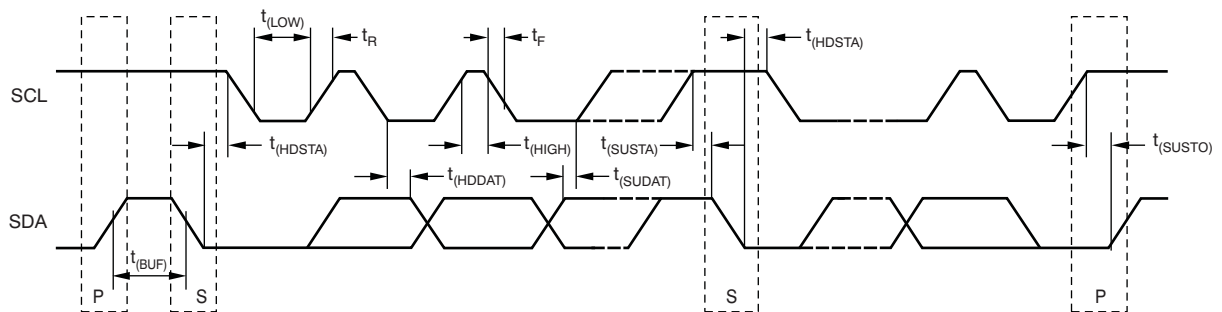 t(LOW)
tR
tF
t(HDSTA)
SCL
t(HDSTA)
t(HIGH)
t(SUSTA)
t(SUSTO)
t(HDDAT)
t(SUDAT)
SDA
t(BUF)
P
S
S
P